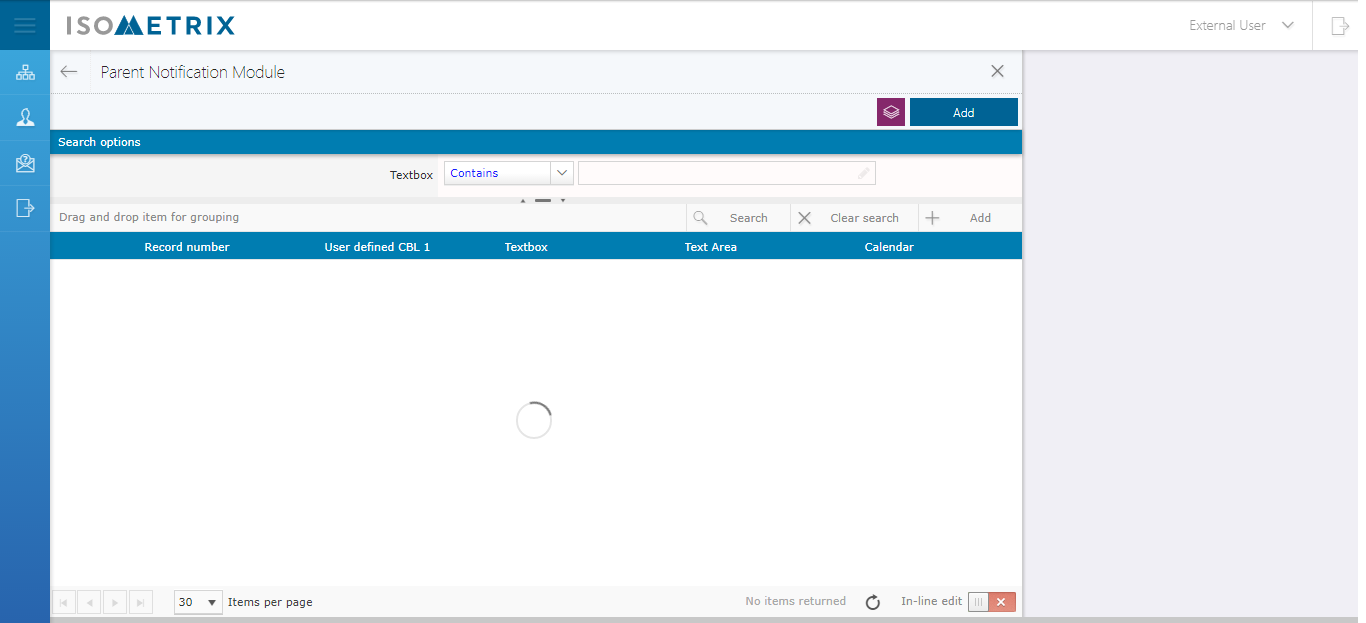 ISOMETRIX
External User
Parent Notification Module
Add
Search options
Textbox Contains
Drag and drop item for grouping Search Clear search Add
Record number User defined CBL 1 Textbox Text Area Calendar
30 Items per page No items returned In-line edit